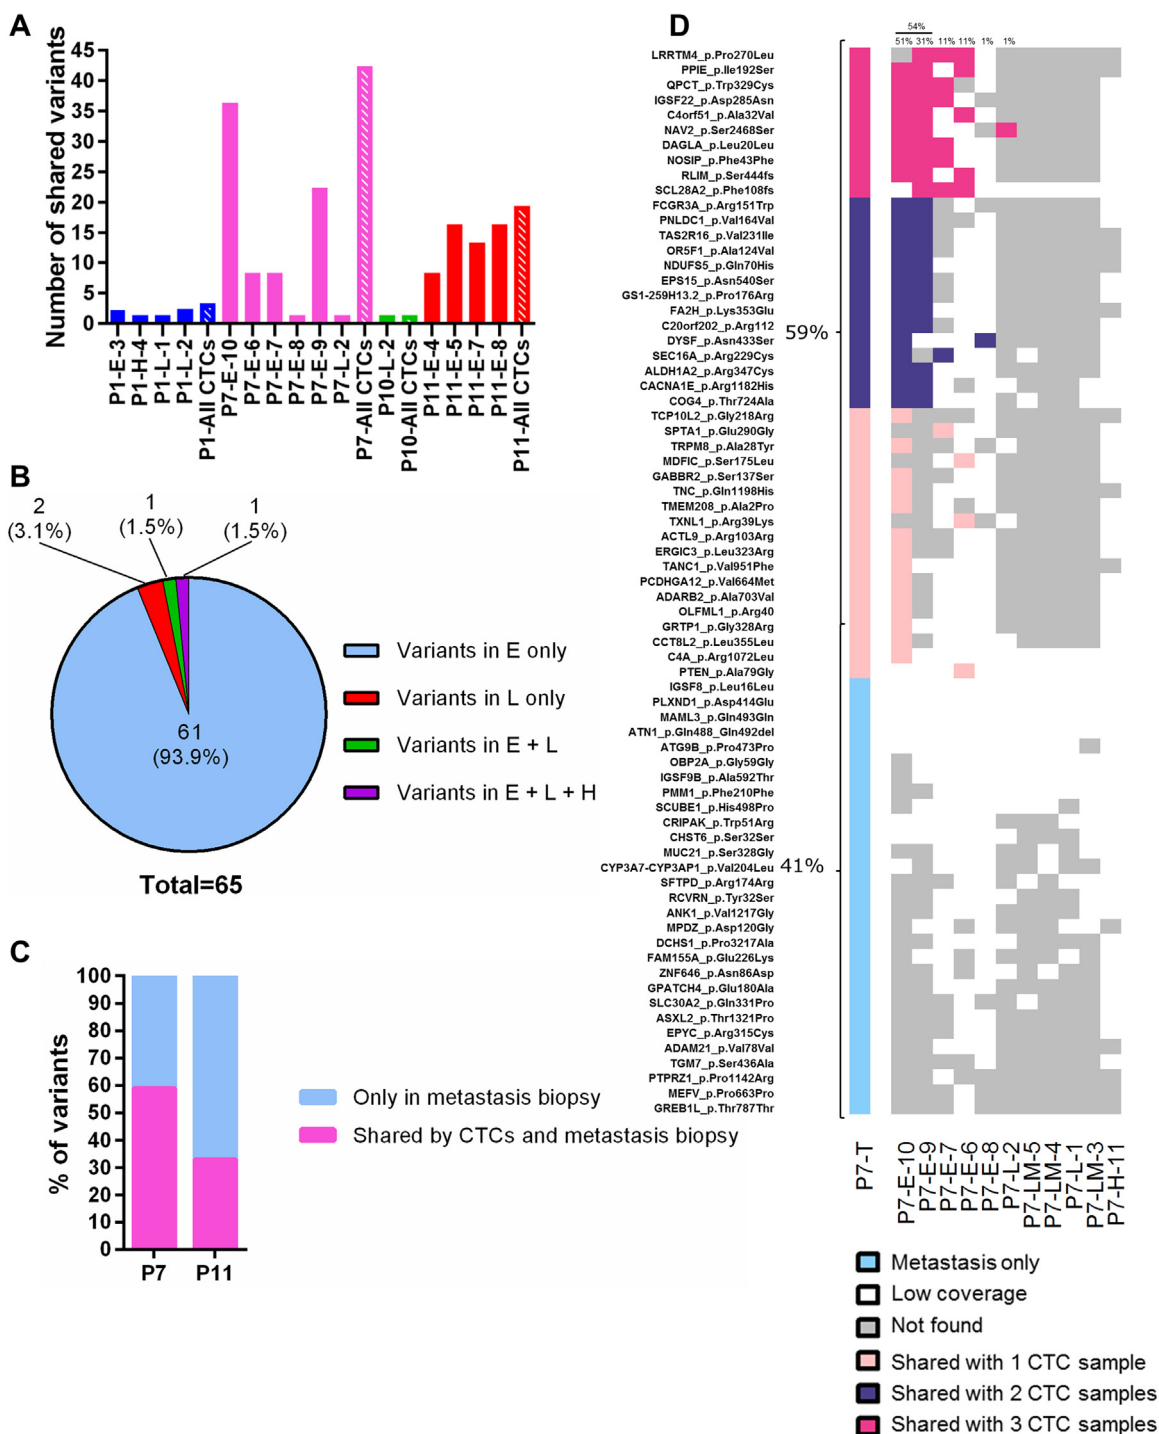 A
Number of shared variants
45
40
35
30
25
20
15
10
5
0
P1-E-3
P1-H-4
P1-L-1
P1-L-2
P1-All CTCs
P7-E-10
P7-E-6
P7-E-7
P7-E-8
P7-E-9
P7-L-2
P7-All CTCs
P10-L-2
P10-All CTCs
P11-E-4
P11-E-5
P11-E-7
P11-E-8
P11-All CTCs
B
2
(3.1%)
1
(1.5%)
1
(1.5%)
61
(93.9%)
Total=65
Variants in E only
Variants in L only
Variants in E + L
Variants in E + L + H
C
% of variants
100
90
80
70
60
50
40
30
20
10
0
P7
P11
Only in metastasis biopsy
Shared by CTCs and metastasis biopsy
D
54%
51% 31% 11% 11% 1% 1%
LRRTM4_p.Pro270Leu
PPIE_p.Ile192Ser
QPCT_p.Trp329Cys
IGSF22_p.Asp285Asn
C4orf51_p.Ala32Val
NAV2_p.Ser2468Ser
DAGLA_p.Leu20Leu
NOSIP_p.Phe43Phe
RLIM_p.Ser444fs
SCL28A2_p.Phe108fs
FCGR3A_p.Arg151Trp
PNLDC1_p.Val164Val
TAS2R16_p.Val231Ile
OR5F1_p.Ala124Val
NDUFS5_p.Gln70His
EPS15_p.Asn540Ser
GS1-259H13.2_p.Pro176Arg
FA2H_p.Lys353Glu
C20orf202_p.Arg112
DYSF_p.Asn433Ser
SEC16A_p.Arg229Cys
ALDH1A2_p.Arg347Cys
CACNA1E_p.Arg1182His
COG4_p.Thr724Ala
TCP10L2_p.Gly218Arg
SPTA1_p.Glu290Gly
TRPM8_p.Ala28Tyr
MDFIC_p.Ser175Leu
GABBR2_p.Ser137Ser
TNC_p.Gln1198His
TMEM208_p.Ala2Pro
TXNL1_p.Arg39Lys
ACTL9_p.Arg103Arg
ERGIC3_p.Leu323Arg
TANC1_p.Val951Phe
PCDHGA12_p.Val664Met
ADARB2_p.Ala703Val
OLFML1_p.Arg40
GRTP1_p.Gly328Arg
CCT8L2_p.Leu355Leu
C4A_p.Arg1072Leu
PTEN_p.Ala79Gly
IGSF8_p.Leu16Leu
PLXND1_p.Asp414Glu
MAML3_p.Gln493Gln
ATN1_p.Gln488_Gln492del
ATG9B_p.Pro473Pro
OBP2A_p.Gly59Gly
IGSF9B_p.Ala592Thr
PMM1_p.Phe210Phe
SCUBE1_p.His498Pro
CRIPAK_p.Trp51Arg
CHST6_p.Ser32Ser
MUC21_p.Ser328Gly
CYP3A7-CYP3AP1_p.Val204Leu
SFTPD_p.Arg174Arg
RCVRN_p.Tyr32Ser
ANK1_p.Val1217Gly
MPDZ_p.Asp120Gly
DCHS1_p.Pro3217Ala
FAM155A_p.Glu226Lys
ZNF646_p.Asn86Asp
GPATCH4_p.Glu180Ala
SLC30A2_p.Gln331Pro
ASXL2_p.Thr1321Pro
EPYC_p.Arg315Cys
ADAM21_p.Val78Val
TGM7_p.Ser436Ala
PTPRZ1_p.Pro1142Arg
MEFV_p.Pro663Pro
GREB1L_p.Thr787Thr
59%
41%
P7-T
P7-E-10
P7-E-9
P7-E-7
P7-E-6
P7-E-8
P7-L-2
P7-LM-5
P7-LM-4
P7-L-1
P7-LM-3
P7-H-11
Metastasis only
Low coverage
Not found
Shared with 1 CTC sample
Shared with 2 CTC samples
Shared with 3 CTC samples